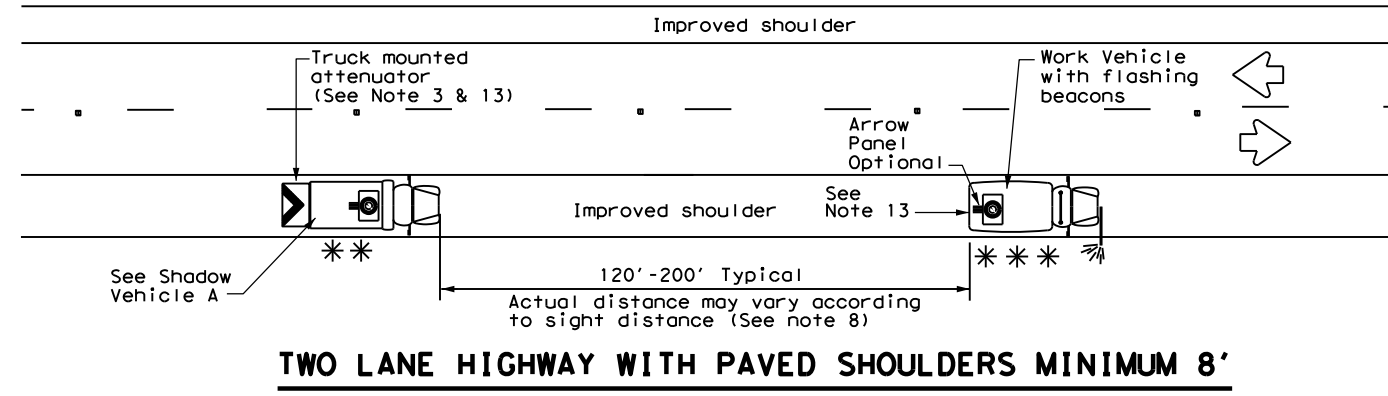 Improved shoulder
Truck mounted
attenuator
(See Note 3 & 13)
Work Vehicle
with flashing
beacons
Arrow
Panel
Optional
See
Note 13
Improved shoulder
See Shadow
Vehicle A
120'-200' Typical
Actual distance may vary according
to sight distance (See note 8)
TWO LANE HIGHWAY WITH PAVED SHOULDERS MINIMUM 8'